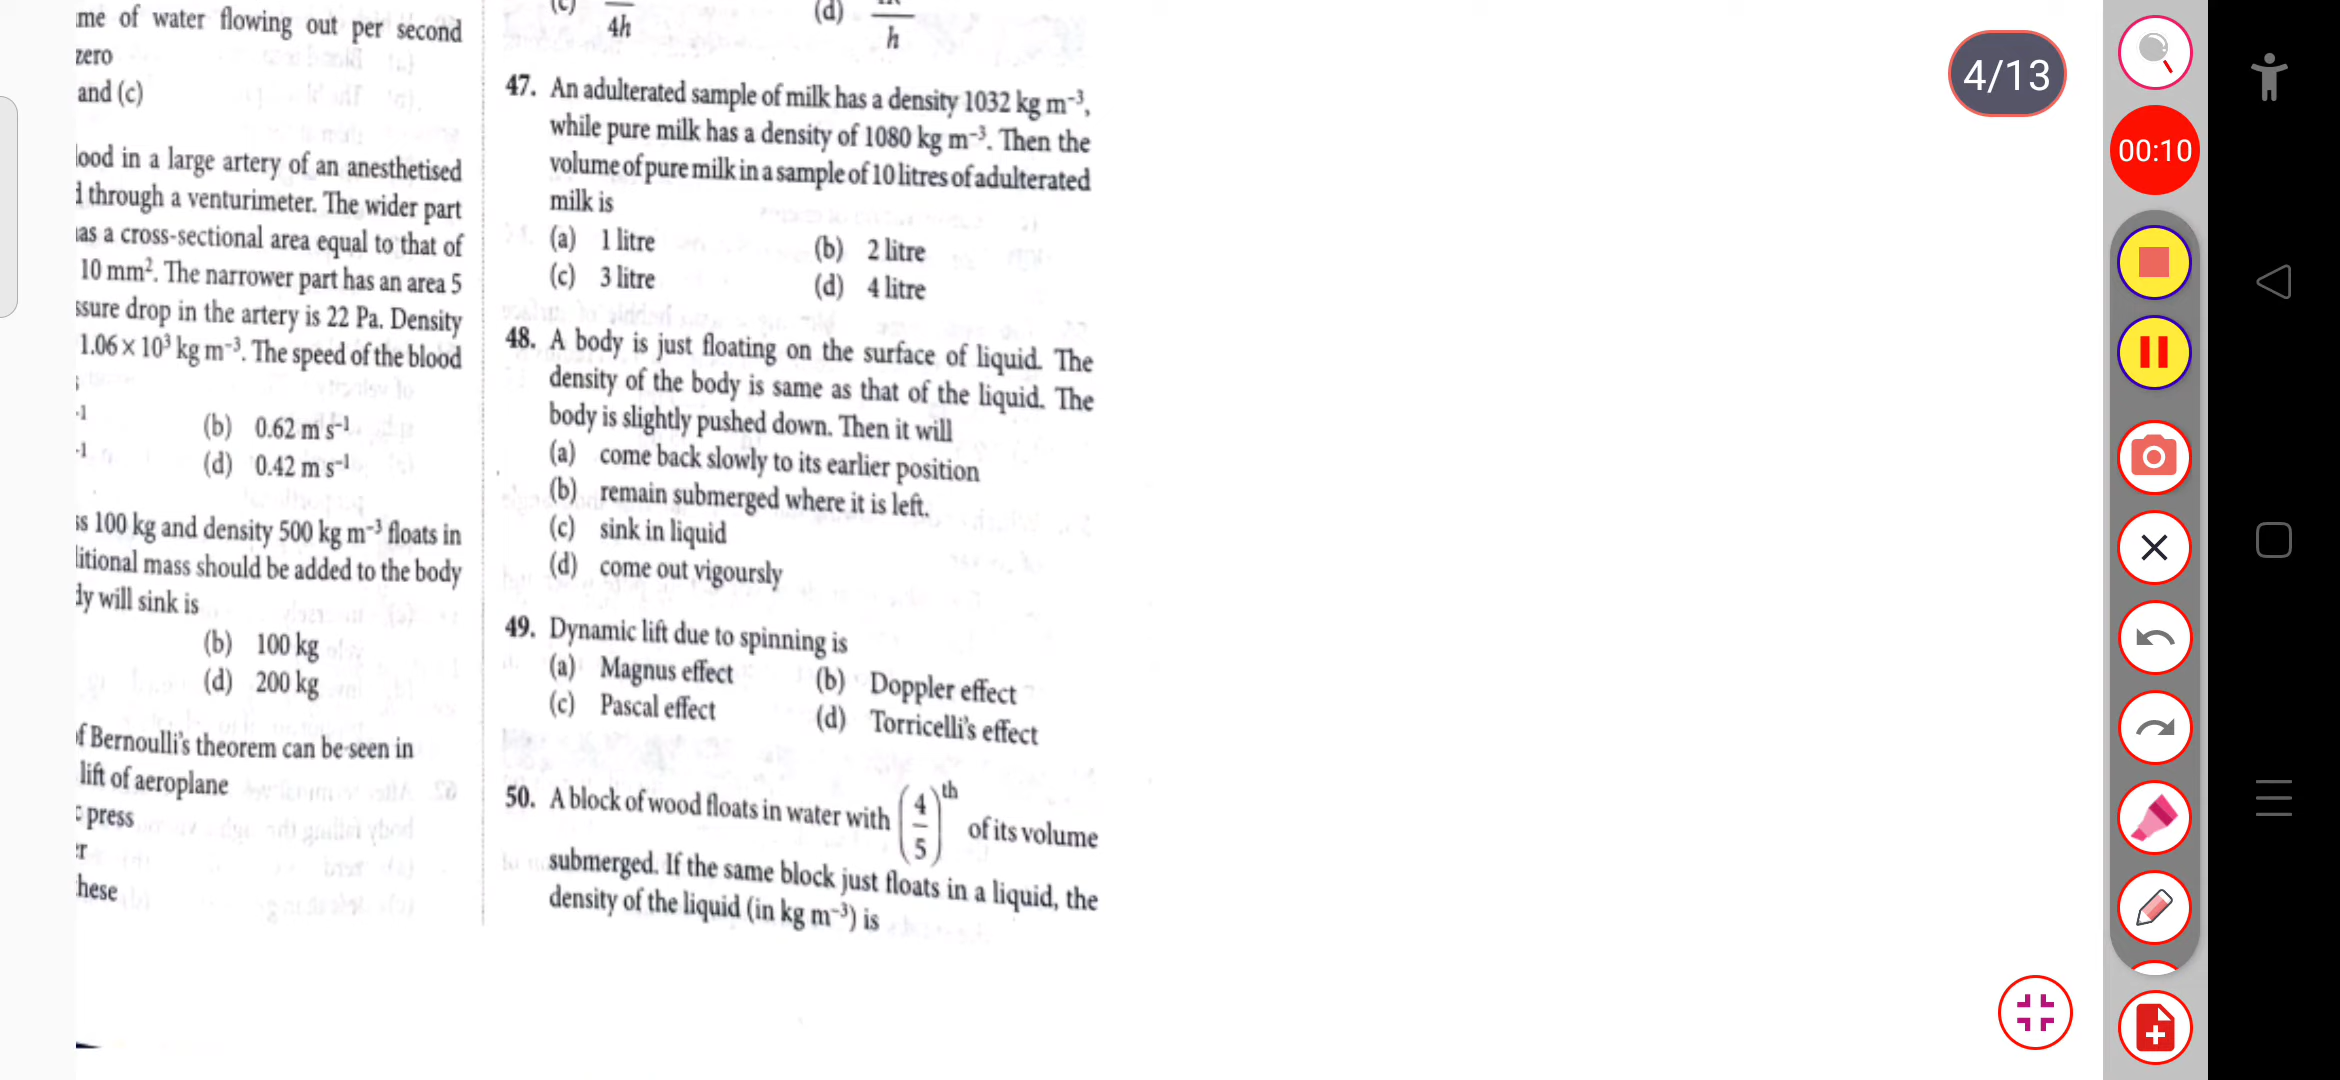 me of water flowing out per second
zero
and (c)
lood in a large artery of an anesthetised
d through a venturimeter. The wider part
as a cross-sectional area equal to that of
10 mm². The narrower part has an area 5
ssure drop in the artery is 22 Pa. Density
1.06 × 10³ kg m⁻³. The speed of the blood
-1 (b) 0.62 m s⁻¹
-1 (d) 0.42 m s⁻¹
ss 100 kg and density 500 kg m⁻³ floats in
litional mass should be added to the body
dy will sink is
(b) 100 kg
(d) 200 kg
of Bernoulli's theorem can be seen in
lift of aeroplane
press
er
hese
(c) 4h (d) h
47. An adulterated sample of milk has a density 1032 kg m⁻³,
while pure milk has a density of 1080 kg m⁻³. Then the
volume of pure milk in a sample of 10 litres of adulterated
milk is
(a) 1 litre (b) 2 litre
(c) 3 litre (d) 4 litre
48. A body is just floating on the surface of liquid. The
density of the body is same as that of the liquid. The
body is slightly pushed down. Then it will
(a) come back slowly to its earlier position
(b) remain submerged where it is left.
(c) sink in liquid
(d) come out vigoursly
49. Dynamic lift due to spinning is
(a) Magnus effect (b) Doppler effect
(c) Pascal effect (d) Torricelli's effect
50. A block of wood floats in water with (4/5)th of its volume
submerged. If the same block just floats in a liquid, the
density of the liquid (in kg m⁻³) is
4/13
00:10